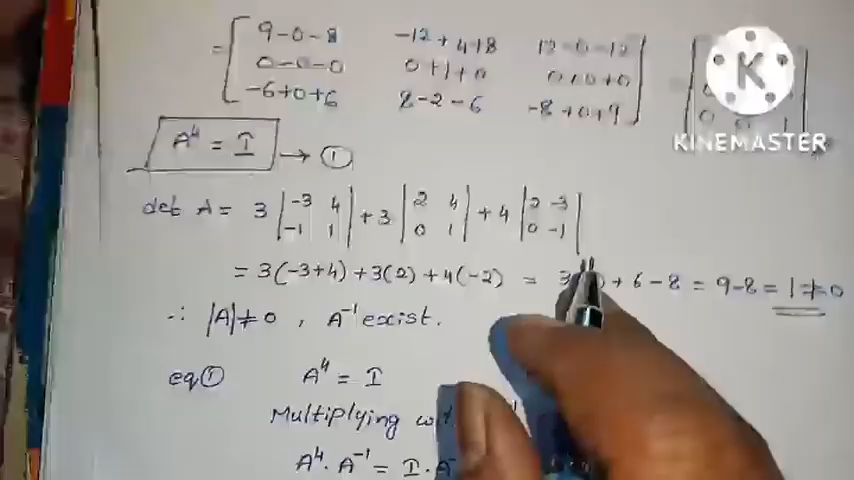 = [ 9-0-8 -12+4+8 12-0-12 ]
0-0-0 0+1+0 0+0+0
-6+0+6 8-2-6 -8+0+9
K
KINEMASTER
A⁴ = I → ①
det A = 3 |-3 4| + 3 |2 4| + 4 |2 -3|
|-1 1| |0 1| |0 -1|
= 3(-3+4) +3(2) +4(-2) = 3 + 6 - 8 = 9-8 = 1 ≠ 0
∴ |A| ≠ 0 , A⁻¹ exist.
eq ① A⁴ = I
Multiplying
A⁴. A⁻¹ = I.